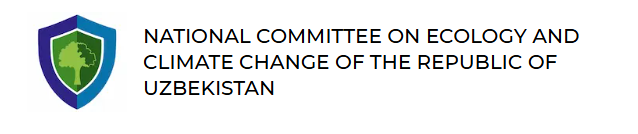 NATIONAL COMMITTEE ON ECOLOGY AND
CLIMATE CHANGE OF THE REPUBLIC OF
UZBEKISTAN